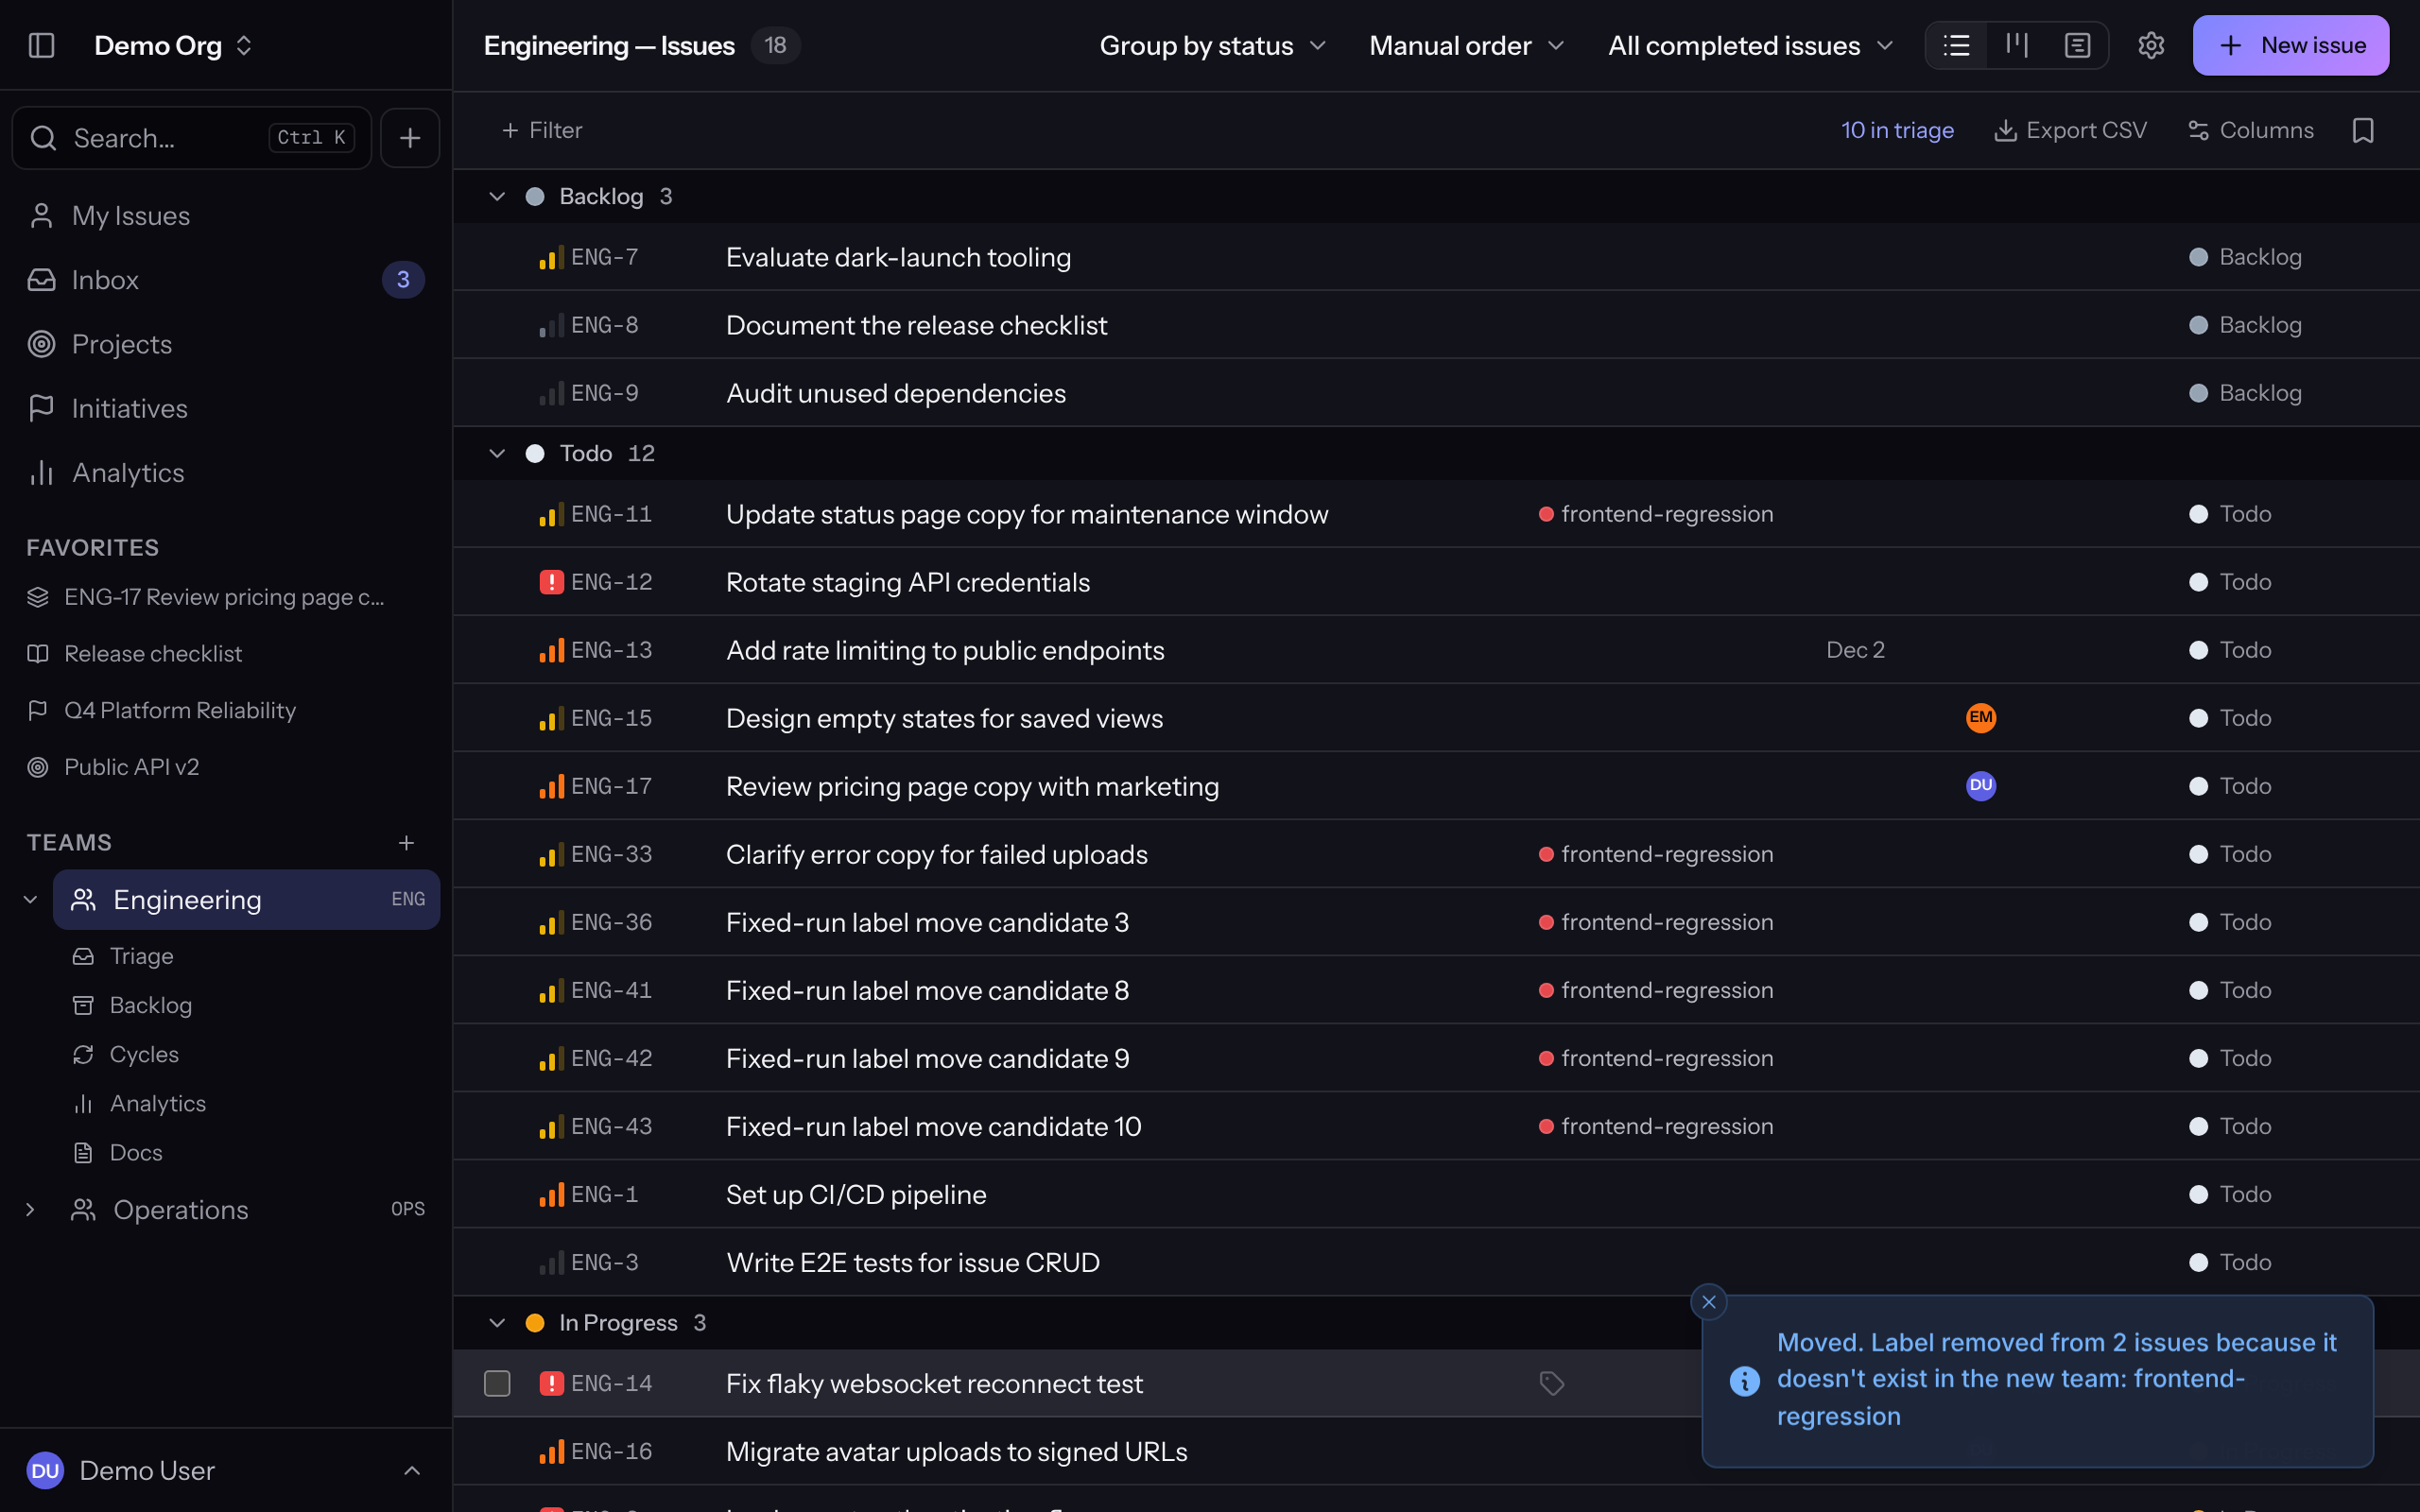 Demo Org
Search...
Ctrl K
My Issues
Inbox
3
Projects
Initiatives
Analytics
FAVORITES
ENG-17 Review pricing page c...
Release checklist
Q4 Platform Reliability
Public API v2
TEAMS
Engineering ENG
Triage
Backlog
Cycles
Analytics
Docs
Operations OPS
DU Demo User
Engineering — Issues 18
Group by status
Manual order
All completed issues
New issue
Filter
10 in triage
Export CSV
Columns
Backlog 3
ENG-7 Evaluate dark-launch tooling Backlog
ENG-8 Document the release checklist Backlog
ENG-9 Audit unused dependencies Backlog
Todo 12
ENG-11 Update status page copy for maintenance window frontend-regression Todo
ENG-12 Rotate staging API credentials Todo
ENG-13 Add rate limiting to public endpoints Dec 2 Todo
ENG-15 Design empty states for saved views EM Todo
ENG-17 Review pricing page copy with marketing DU Todo
ENG-33 Clarify error copy for failed uploads frontend-regression Todo
ENG-36 Fixed-run label move candidate 3 frontend-regression Todo
ENG-41 Fixed-run label move candidate 8 frontend-regression Todo
ENG-42 Fixed-run label move candidate 9 frontend-regression Todo
ENG-43 Fixed-run label move candidate 10 frontend-regression Todo
ENG-1 Set up CI/CD pipeline Todo
ENG-3 Write E2E tests for issue CRUD Todo
In Progress 3
ENG-14 Fix flaky websocket reconnect test
ENG-16 Migrate avatar uploads to signed URLs
Moved. Label removed from 2 issues because it
doesn't exist in the new team: frontend-
regression